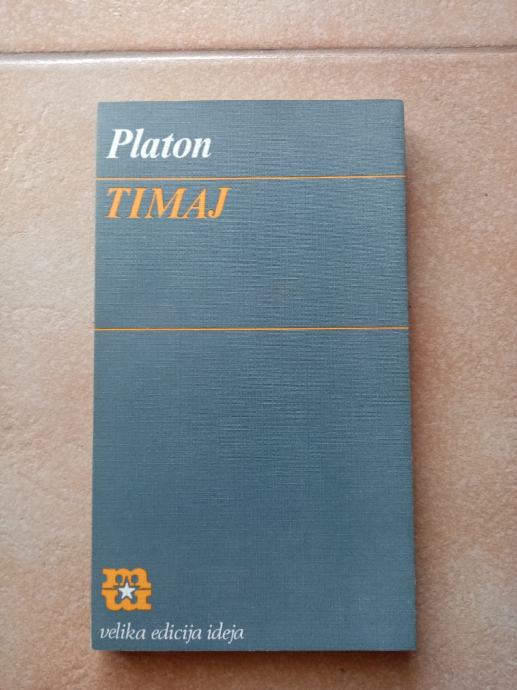 Platon
TIMAJ
m
u
velika edicija ideja